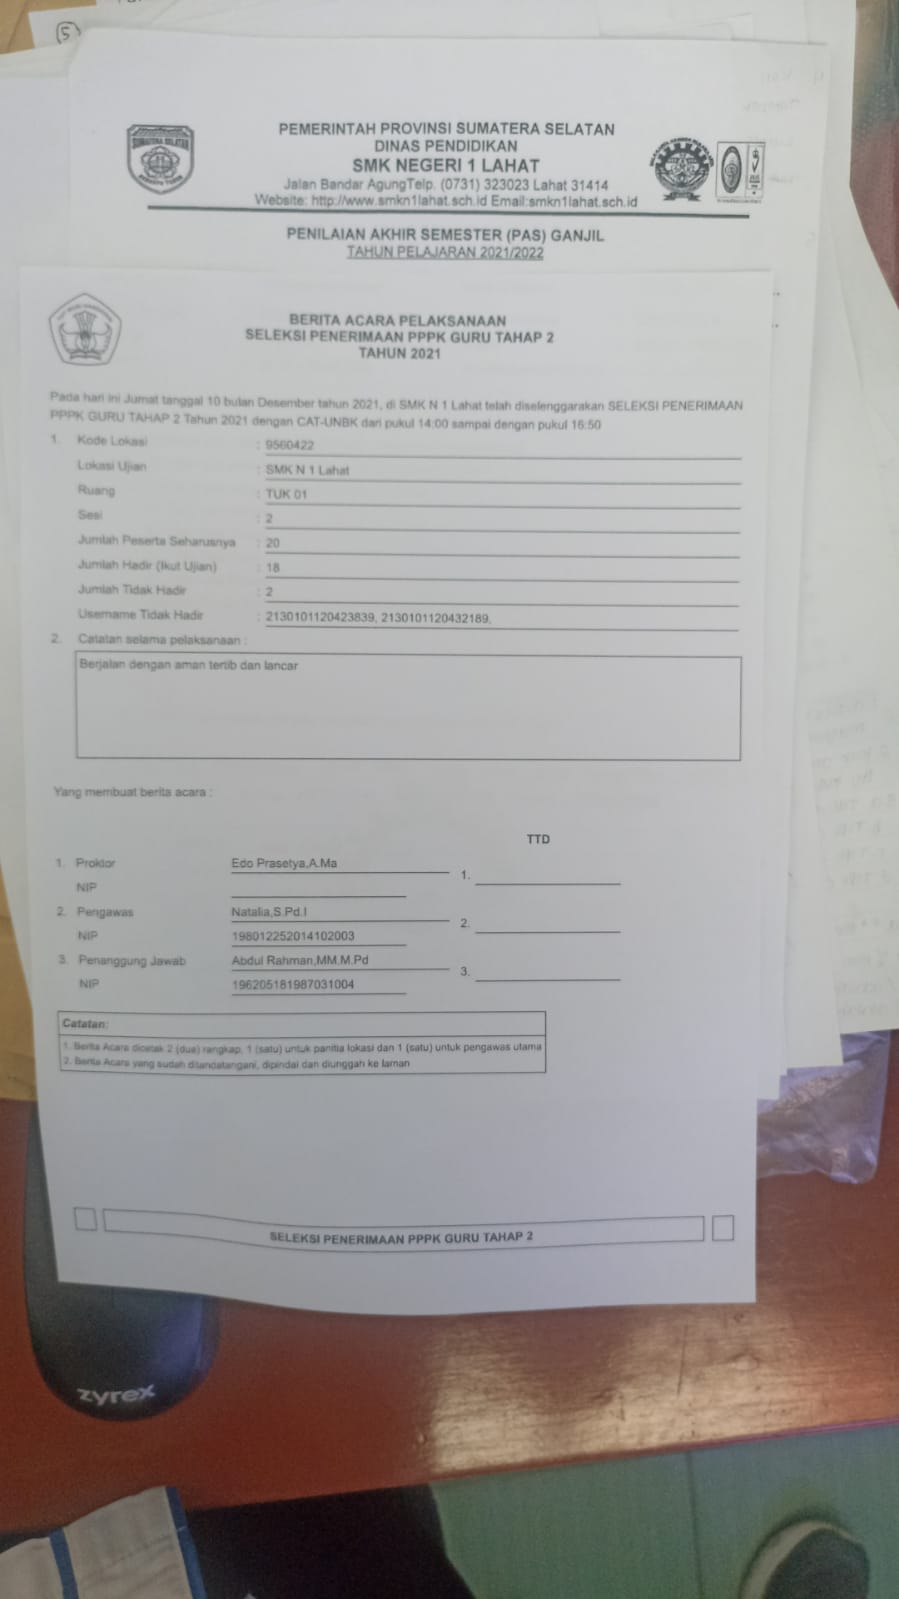 5
PEMERINTAH PROVINSI SUMATERA SELATAN
DINAS PENDIDIKAN
SMK NEGERI 1 LAHAT
Jalan Bandar AgungTelp. (0731) 323023 Lahat 31414
Website: http://www.smkn1lahat.sch.id Email:smkn1lahat.sch.id
SUMATERA SELATAN
PENILAIAN AKHIR SEMESTER (PAS) GANJIL
TAHUN PELAJARAN 2021/2022
BERITA ACARA PELAKSANAAN
SELEKSI PENERIMAAN PPPK GURU TAHAP 2
TAHUN 2021
Pada hari ini Jumat tanggal 10 bulan Desember tahun 2021, di SMK N 1 Lahat telah diselenggarakan SELEKSI PENERIMAAN
PPPK GURU TAHAP 2 Tahun 2021 dengan CAT-UNBK dari pukul 14:00 sampai dengan pukul 16:50
1. Kode Lokasi : 9560422
Lokasi Ujian : SMK N 1 Lahat
Ruang : TUK 01
Sesi : 2
Jumlah Peserta Seharusnya : 20
Jumlah Hadir (Ikut Ujian) : 18
Jumlah Tidak Hadir : 2
Username Tidak Hadir : 2130101120423839, 2130101120432189,
2. Catatan selama pelaksanaan :
Berjalan dengan aman tertib dan lancar
Yang membuat berita acara :
TTD
1. Proktor Edo Prasetya,A.Ma 1.
NIP
2. Pengawas Natalia,S.Pd.I 2.
NIP 198012252014102003
3. Penanggung Jawab Abdul Rahman,MM.M.Pd 3.
NIP 196205181987031004
Catatan:
1. Berita Acara dicetak 2 (dua) rangkap, 1 (satu) untuk panitia lokasi dan 1 (satu) untuk pengawas utama
2. Berita Acara yang sudah ditandatangani, dipindai dan diunggah ke laman
SELEKSI PENERIMAAN PPPK GURU TAHAP 2
zyrex